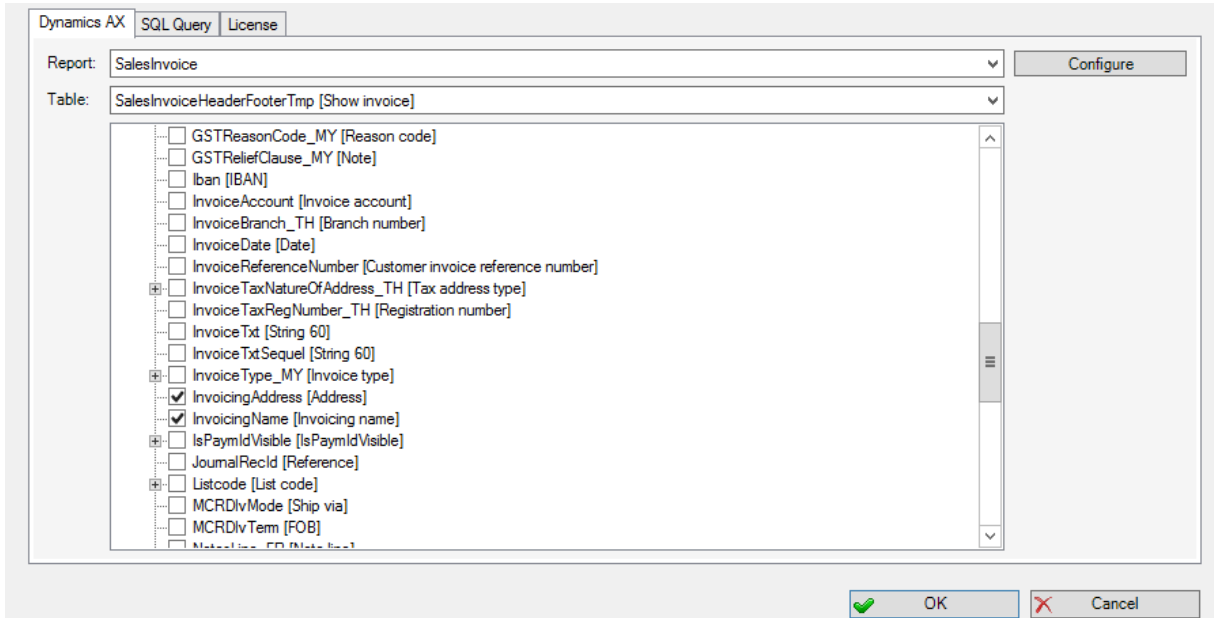 Dynamics AX SQL Query License
Report: SalesInvoice Configure
Table: SalesInvoiceHeaderFooterTmp [Show invoice]
GSTReasonCode_MY [Reason code]
GSTReliefClause_MY [Note]
Iban [IBAN]
InvoiceAccount [Invoice account]
InvoiceBranch_TH [Branch number]
InvoiceDate [Date]
InvoiceReferenceNumber [Customer invoice reference number]
InvoiceTaxNatureOfAddress_TH [Tax address type]
InvoiceTaxRegNumber_TH [Registration number]
InvoiceTxt [String 60]
InvoiceTxtSequel [String 60]
InvoiceType_MY [Invoice type]
InvoicingAddress [Address]
InvoicingName [Invoicing name]
IsPaymIdVisible [IsPaymIdVisible]
JournalRecId [Reference]
Listcode [List code]
MCRDlvMode [Ship via]
MCRDlvTerm [FOB]
OK Cancel